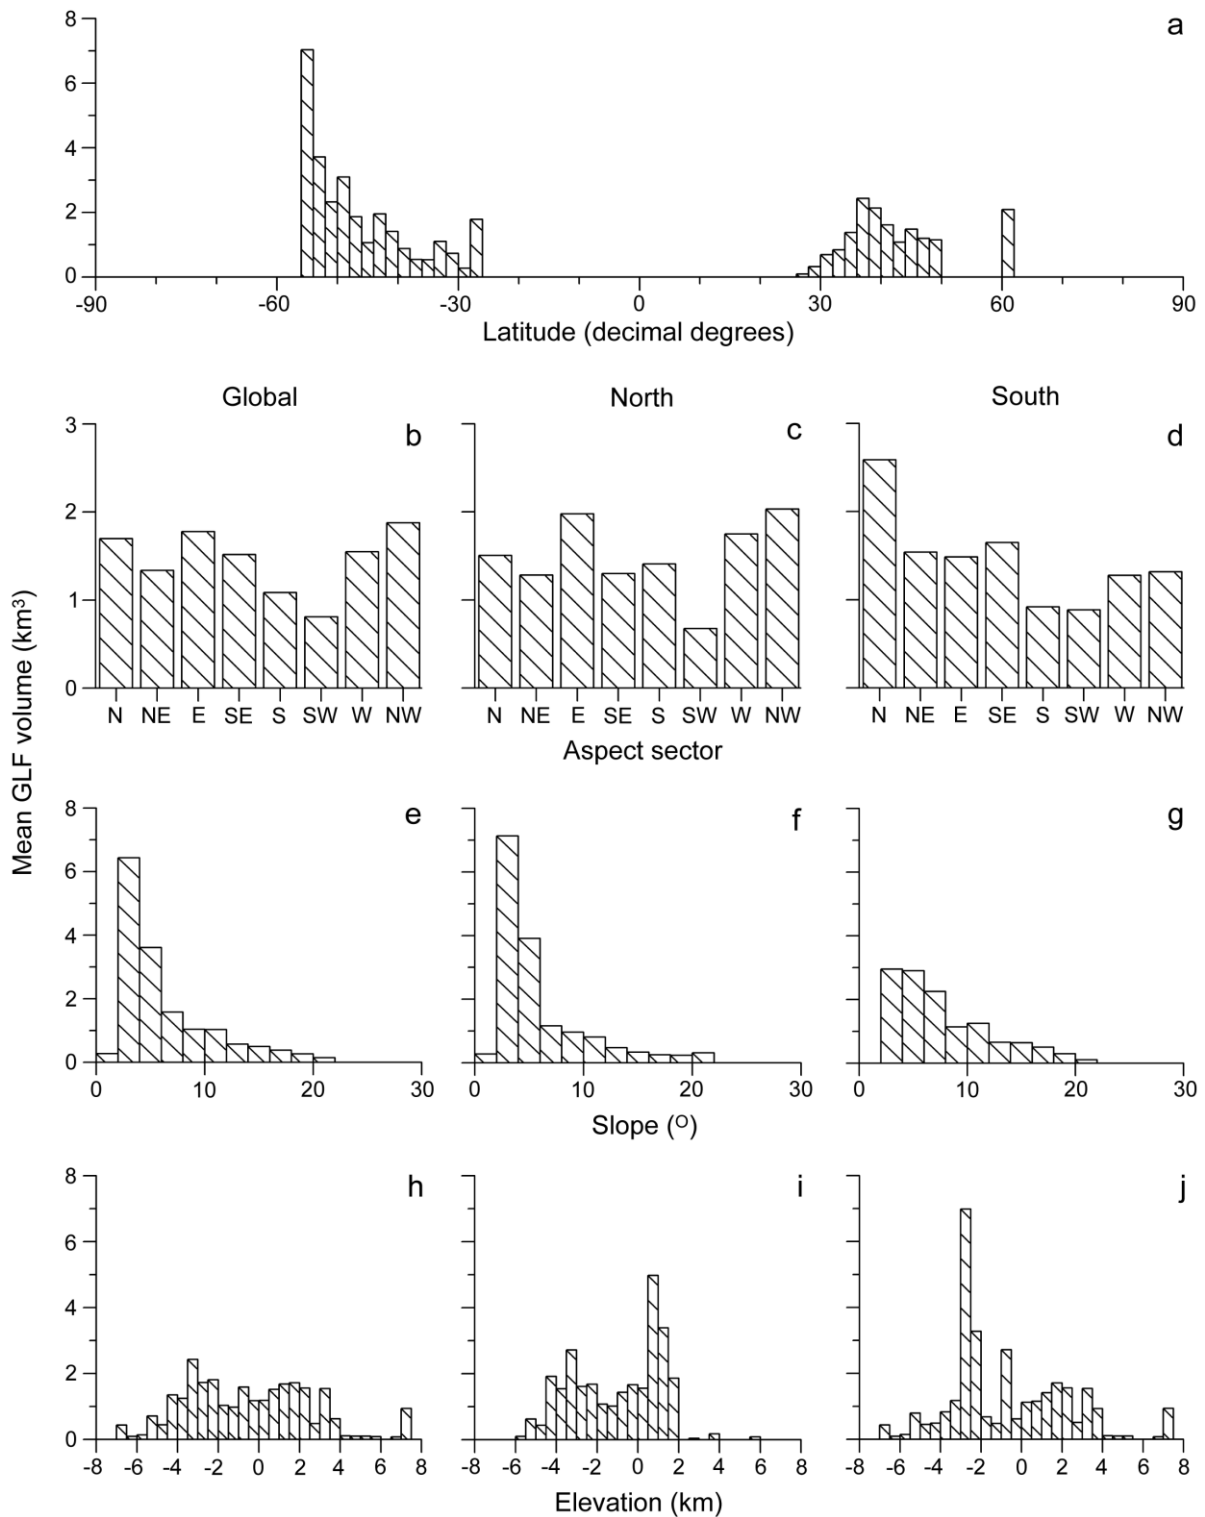 a
8
6
4
2
0
-90 -60 -30 0 30 60 90
Latitude (decimal degrees)
Global North South
b c d
3
2
1
0
N NE E SE S SW W NW N NE E SE S SW W NW N NE E SE S SW W NW
Aspect sector
Mean GLF volume (km³)
e f g
8
6
4
2
0
0 10 20 30 0 10 20 30 0 10 20 30
Slope (O)
h i j
8
6
4
2
0
-8 -6 -4 -2 0 2 4 6 8 -8 -6 -4 -2 0 2 4 6 8 -8 -6 -4 -2 0 2 4 6 8
Elevation (km)